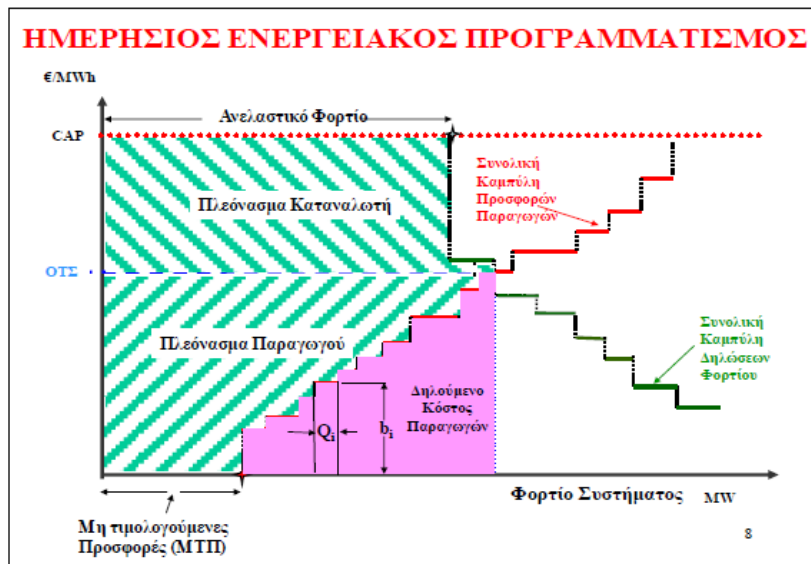 ΗΜΕΡΗΣΙΟΣ ΕΝΕΡΓΕΙΑΚΟΣ ΠΡΟΓΡΑΜΜΑΤΙΣΜΟΣ
€/MWh
Ανελαστικό Φορτίο
CAP
Συνολική
Καμπύλη
Προσφορών
Παραγωγών
Πλεόνασμα Καταναλωτή
ΟΤΣ
Πλεόνασμα Παραγωγού
Συνολική
Καμπύλη
Δηλώσεων
Φορτίου
Δηλούμενο
Κόστος
Παραγωγών
Qi
bi
Φορτίο Συστήματος MW
Μη τιμολογούμενες
Προσφορές (ΜΤΠ)
8